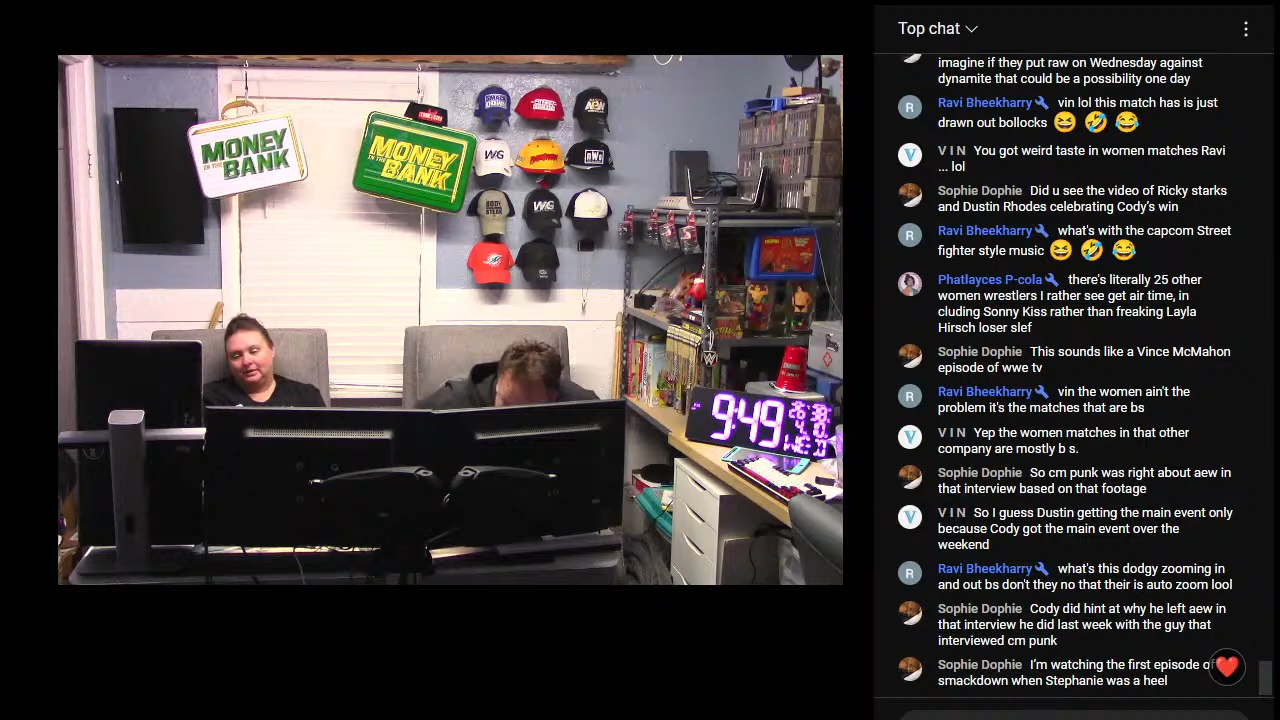 Top chat
imagine if they put raw on Wednesday against
dynamite that could be a possibility one day
Ravi Bheekharry vin lol this match has is just
drawn out bollocks 😆 🤣 😂
V I N You got weird taste in women matches Ravi
... lol
Sophie Dophie Did u see the video of Ricky starks
and Dustin Rhodes celebrating Cody's win
Ravi Bheekharry what's with the capcom Street
fighter style music 😆 🤣 😂
Phatlayces P-cola there's literally 25 other
women wrestlers I rather see get air time, in
cluding Sonny Kiss rather than freaking Layla
Hirsch loser slef
Sophie Dophie This sounds like a Vince McMahon
episode of wwe tv
Ravi Bheekharry vin the women ain't the
problem it's the matches that are bs
V I N Yep the women matches in that other
company are mostly b s.
Sophie Dophie So cm punk was right about aew in
that interview based on that footage
V I N So I guess Dustin getting the main event only
because Cody got the main event over the
weekend
Ravi Bheekharry what's this dodgy zooming in
and out bs don't they no that their is auto zoom lool
Sophie Dophie Cody did hint at why he left aew in
that interview he did last week with the guy that
interviewed cm punk
Sophie Dophie I'm watching the first episode of
smackdown when Stephanie was a heel
MONEY
IN THE BANK
MONEY
IN THE BANK
WG
nWo
WG
9:49